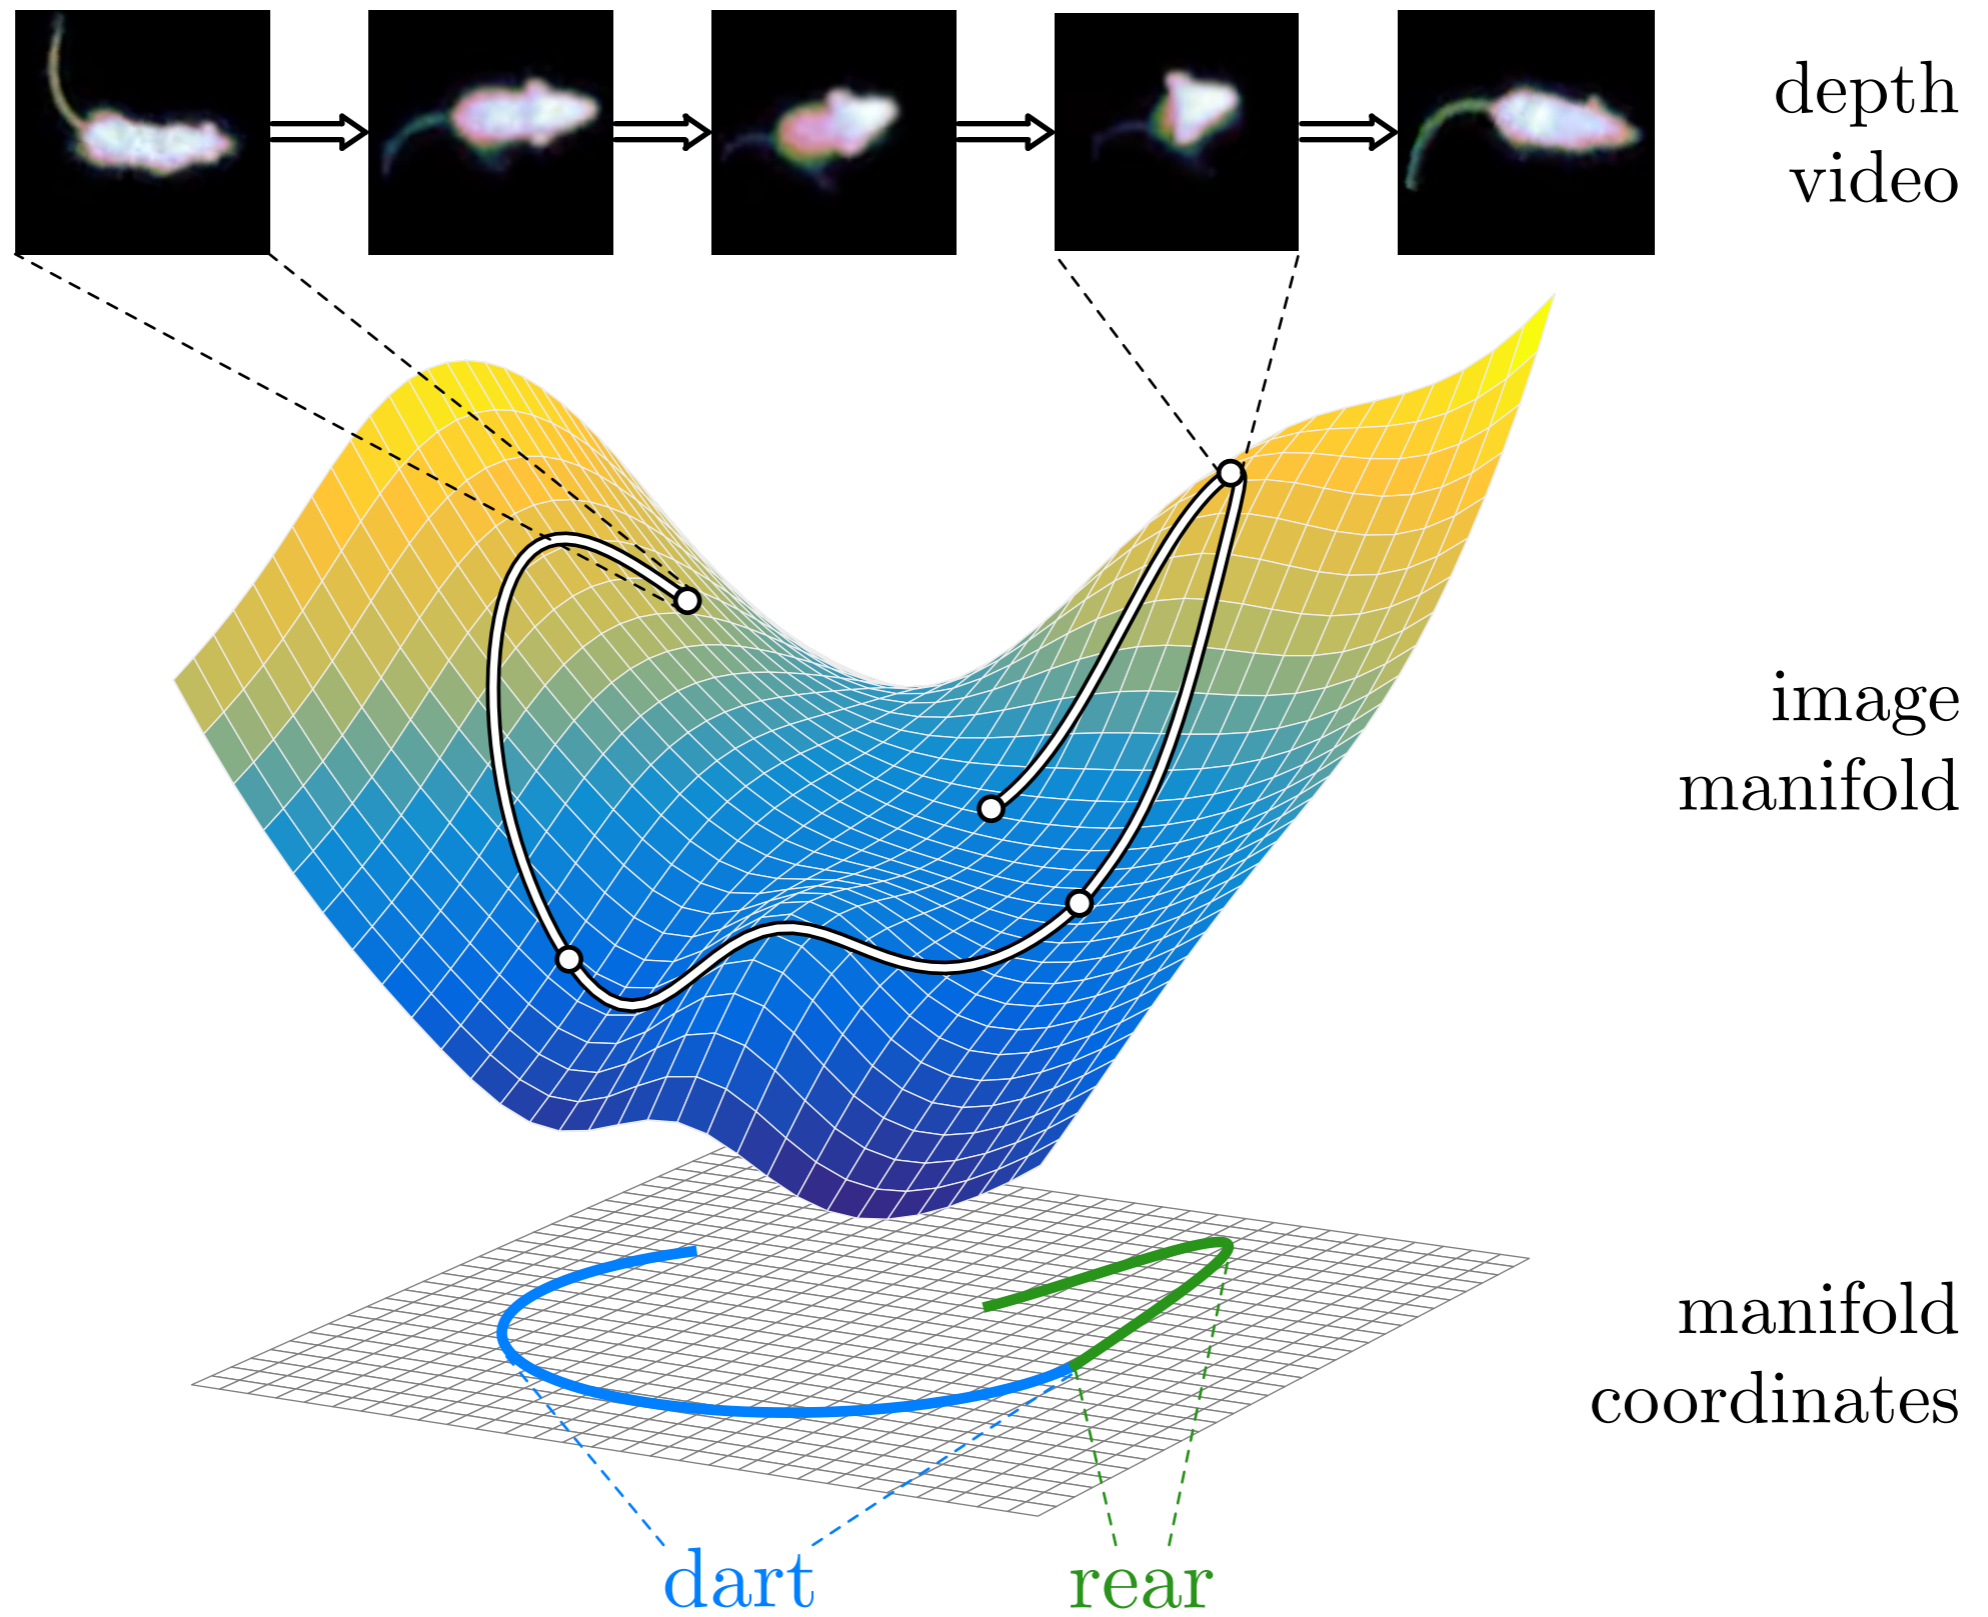 depth
video
image
manifold
manifold
coordinates
dart
rear